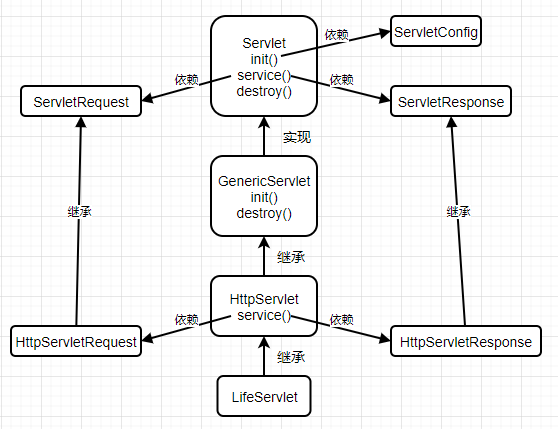 Servlet
init()
service()
destroy()
依赖
ServletConfig
依赖
依赖
ServletRequest
ServletResponse
实现
GenericServlet
init()
destroy()
继承
继承
继承
HttpServlet
service()
依赖
依赖
HttpServletRequest
HttpServletResponse
继承
LifeServlet